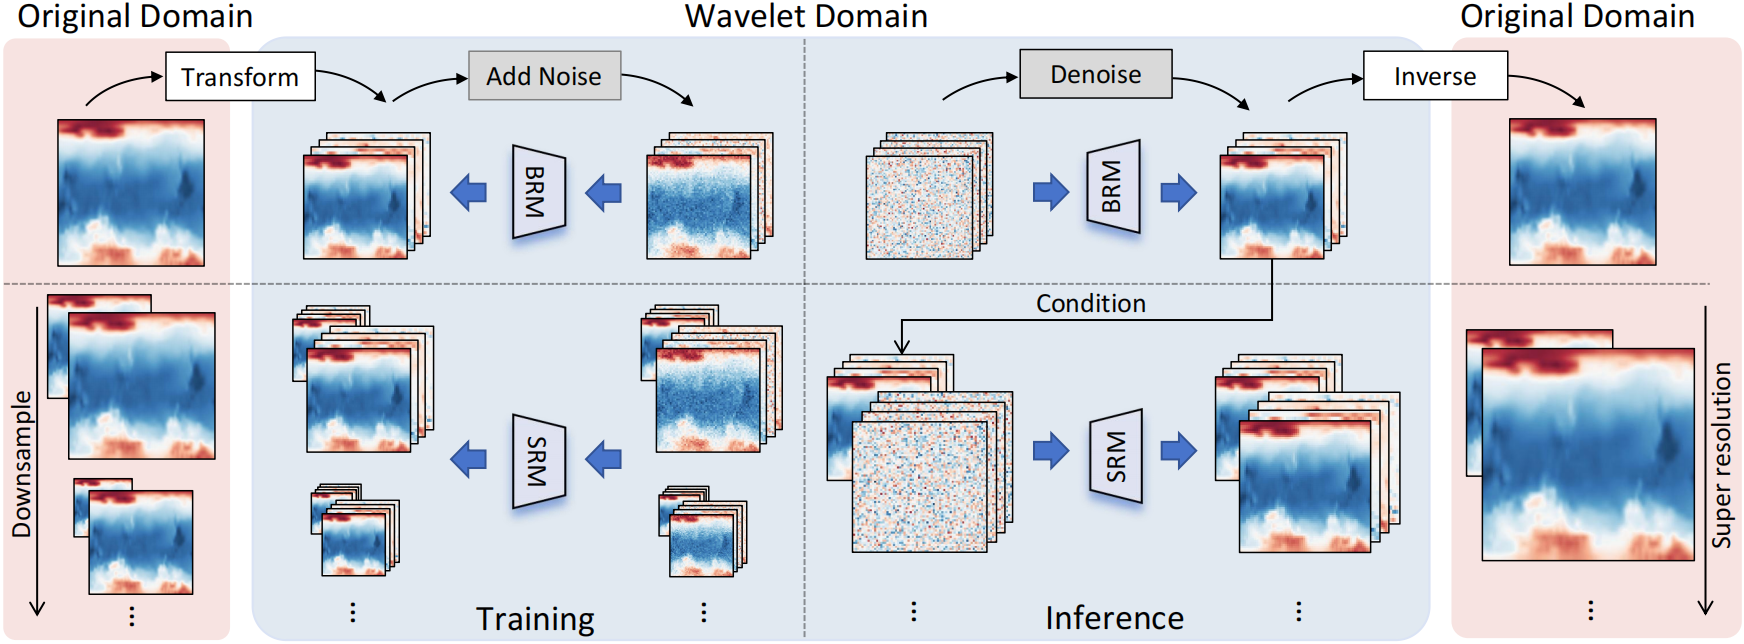 Original Domain
Wavelet Domain
Original Domain
Transform
Add Noise
Denoise
Inverse
BRM
BRM
Condition
Downsample
SRM
SRM
Super resolution
...
...
...
Training
...
Inference
...
...